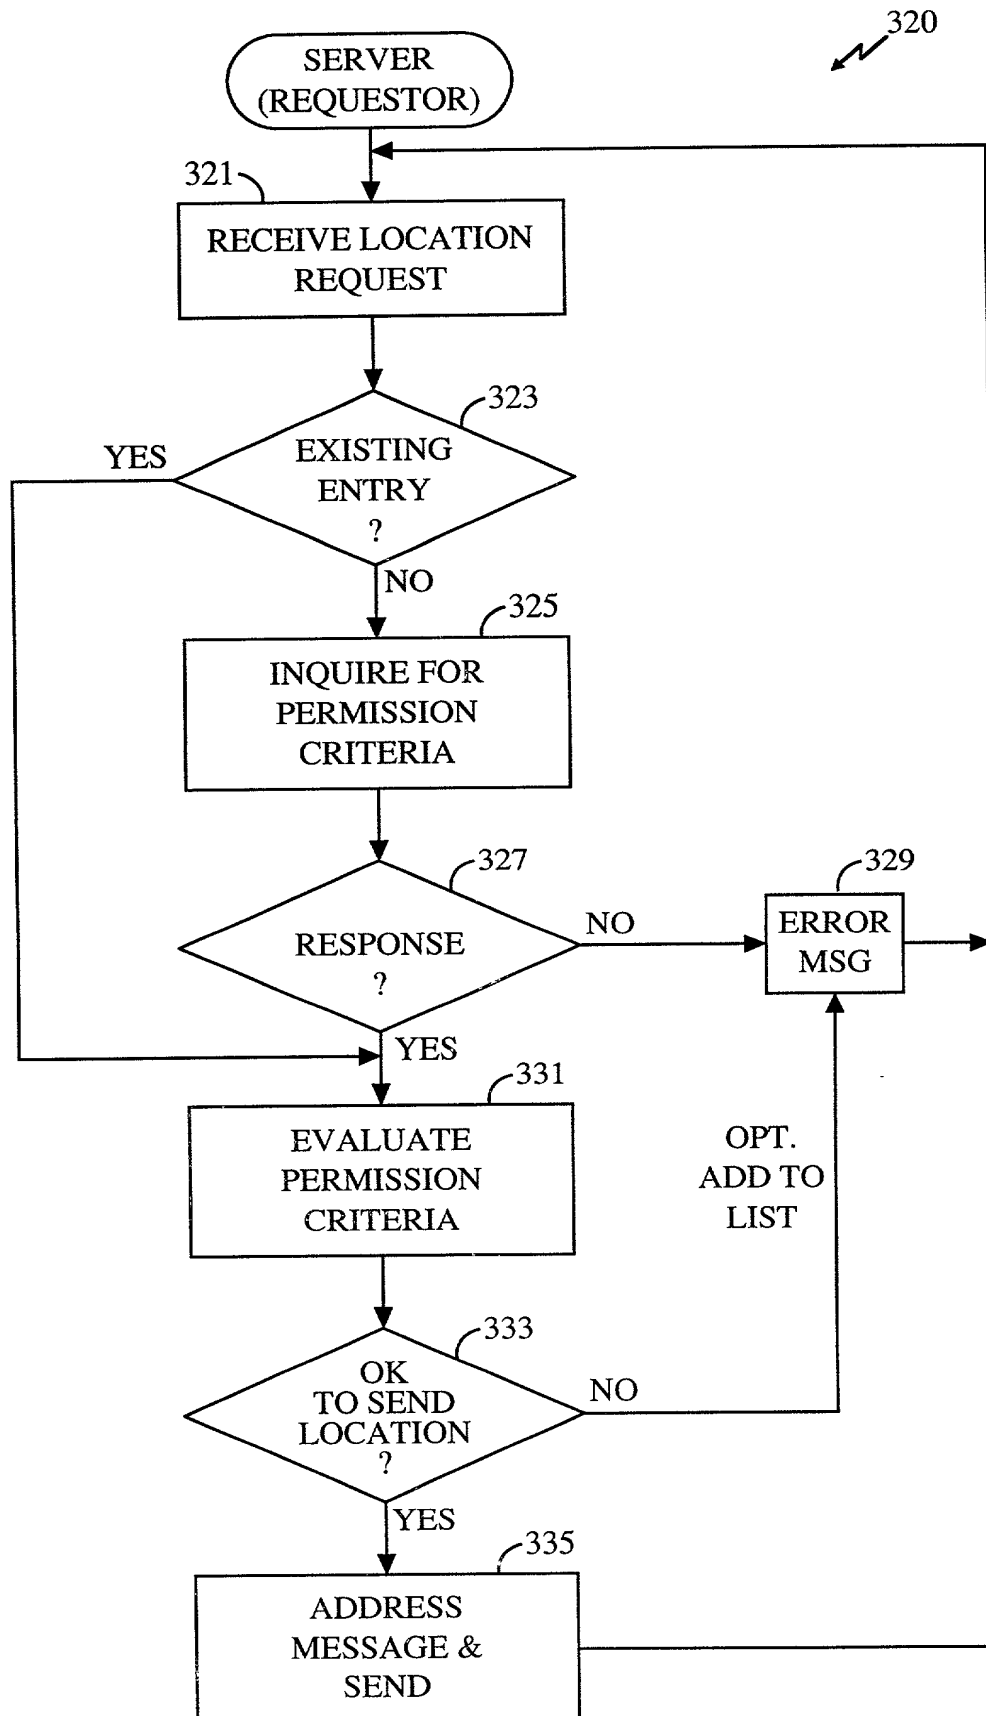 320
SERVER
(REQUESTOR)
321
RECEIVE LOCATION
REQUEST
323
YES
EXISTING
ENTRY
?
NO
325
INQUIRE FOR
PERMISSION
CRITERIA
327
RESPONSE
?
NO
329
ERROR
MSG
YES
331
EVALUATE
PERMISSION
CRITERIA
OPT.
ADD TO
LIST
333
OK
TO SEND
LOCATION
?
NO
YES
335
ADDRESS
MESSAGE &
SEND